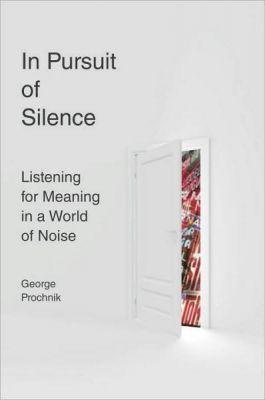 In Pursuit
of
Silence
Listening
for Meaning
in a World
of Noise
George
Prochnik